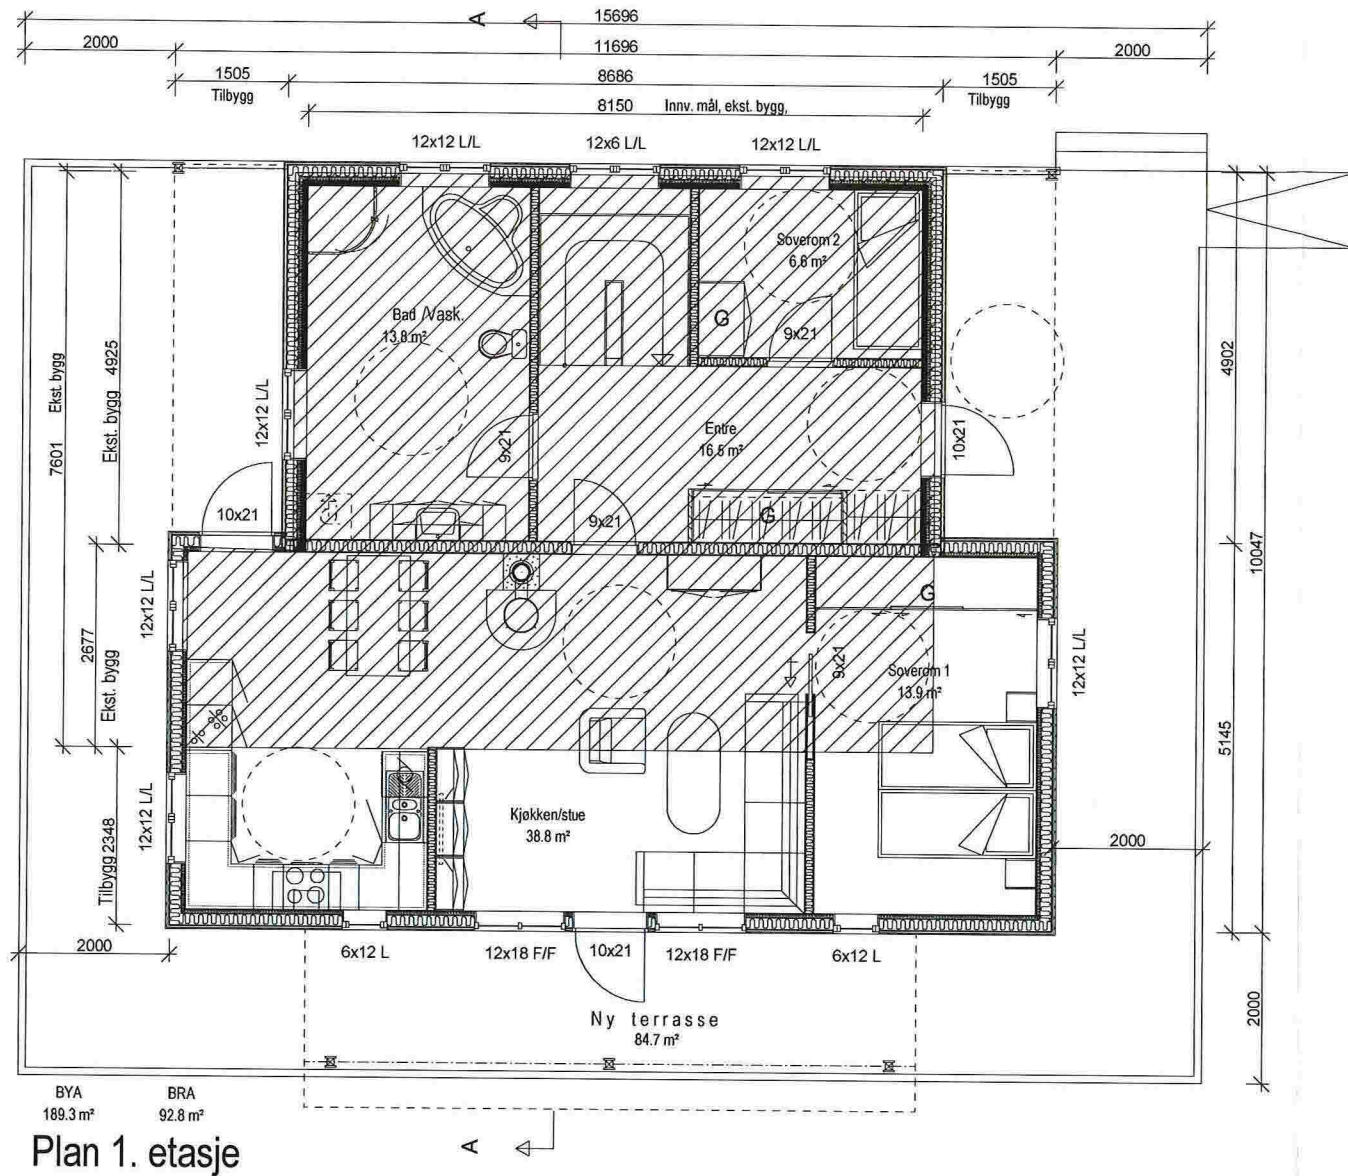 A
15696
2000
11696
2000
1505
Tilbygg
8686
1505
Tilbygg
8150
Innv. mål, ekst. bygg,
12x12 L/L
12x6 L/L
12x12 L/L
Soverom 2
6.6 m²
Bad /Vask.
13.8 m²
G
9x21
7601
Ekst. bygg
Ekst. bygg 4925
12x12 L/L
4902
Entre
16.5 m²
9x21
10x21
10x21
9x21
G
10047
12x12 L/L
2677
Ekst. bygg
G
9x21
Soverom 1
13.9 m²
12x12 L/L
5145
Kjøkken/stue
38.8 m²
12x12 L/L
Tilbygg 2348
2000
2000
6x12 L
12x18 F/F
10x21
12x18 F/F
6x12 L
2000
Ny terrasse
84.7 m²
BYA
189.3 m²
BRA
92.8 m²
A
Plan 1. etasje